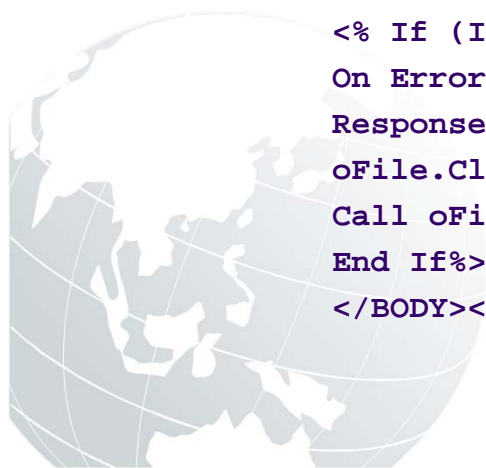 <% If (I
On Error
Response
oFile.Cl
Call oFi
End If%>
</BODY><